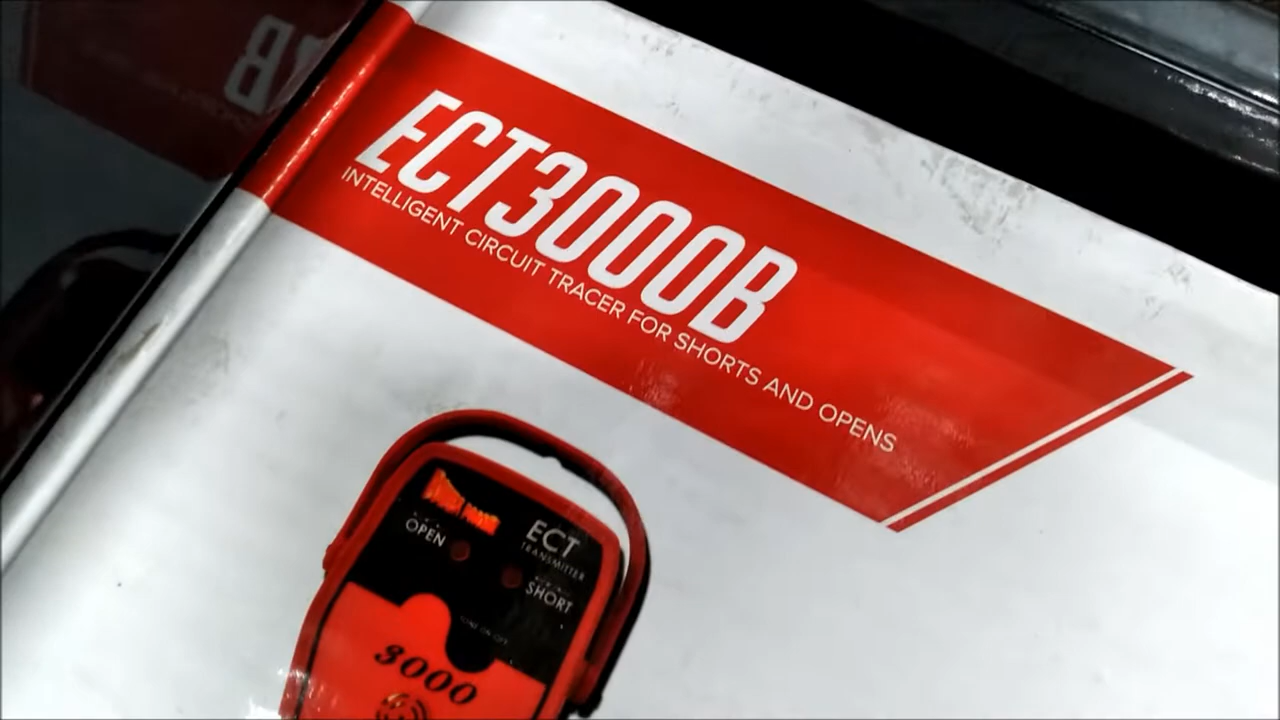 ECT3000B
INTELLIGENT CIRCUIT TRACER FOR SHORTS AND OPENS
OPEN
ECT
TRANSMITTER
SHORT
3000